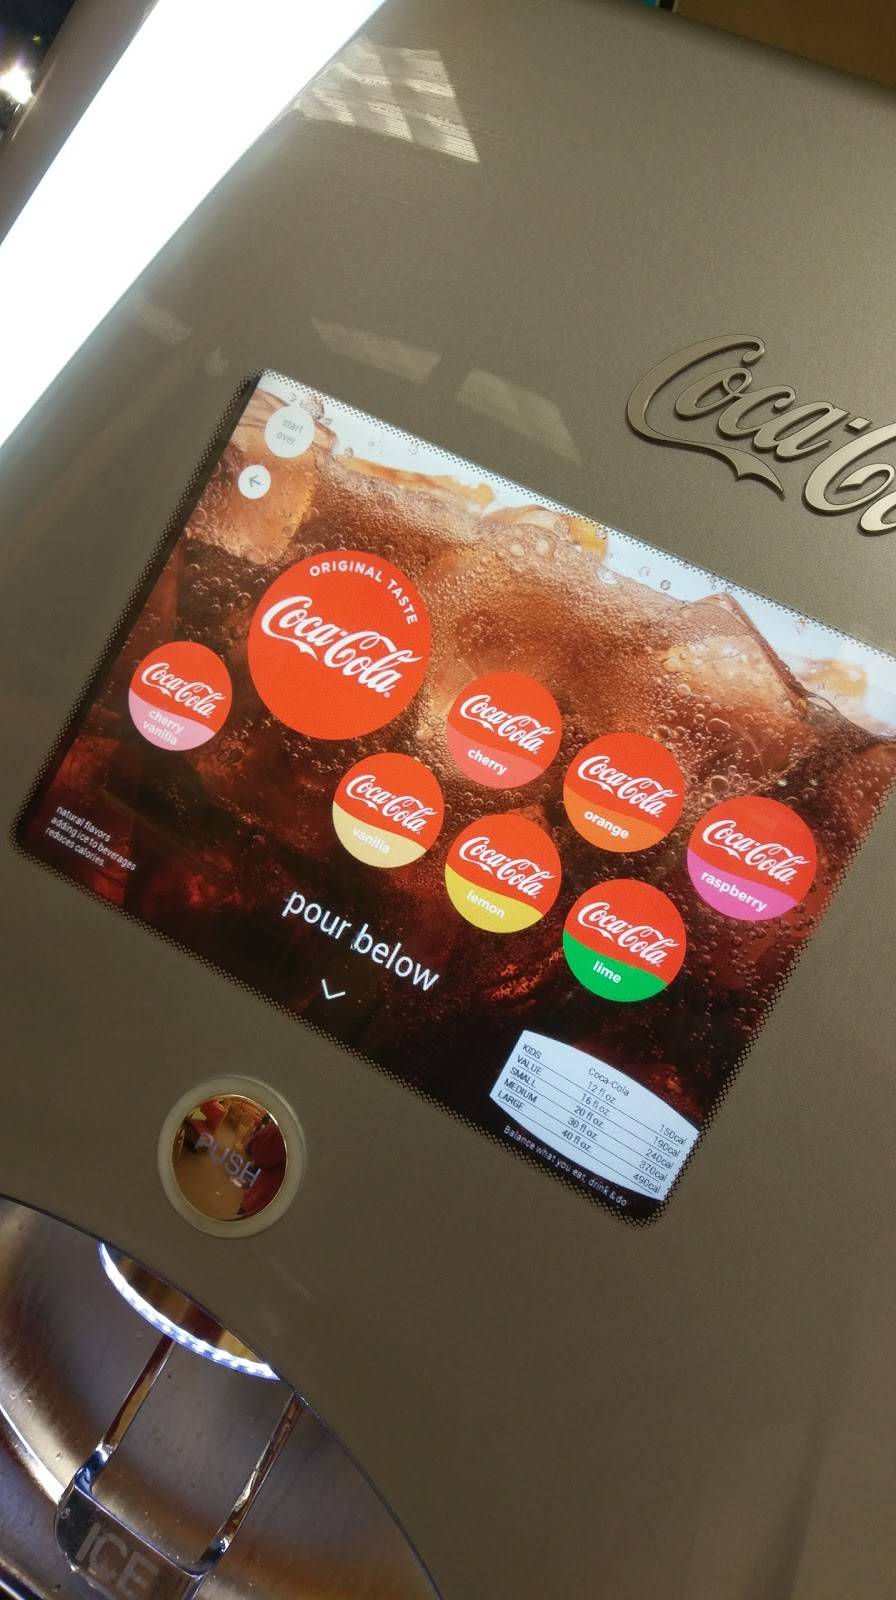 Coca-Co
start
over
ORIGINAL TASTE
Coca-Cola®
Coca-Cola
cherry
vanilla
Coca-Cola
cherry
Coca-Cola
orange
Coca-Cola
raspberry
Coca-Cola
vanilla
Coca-Cola
lemon
Coca-Cola
lime
natural flavors
adding ice to beverages
reduces calories.
pour below
Coca-Cola
KIDS 12 fl oz 150cal
VALUE 16 fl oz 190cal
SMALL 20 fl oz 240cal
MEDIUM 30 fl oz 370cal
LARGE 40 fl oz 490cal
Balance what you eat, drink & do
PUSH
ICE